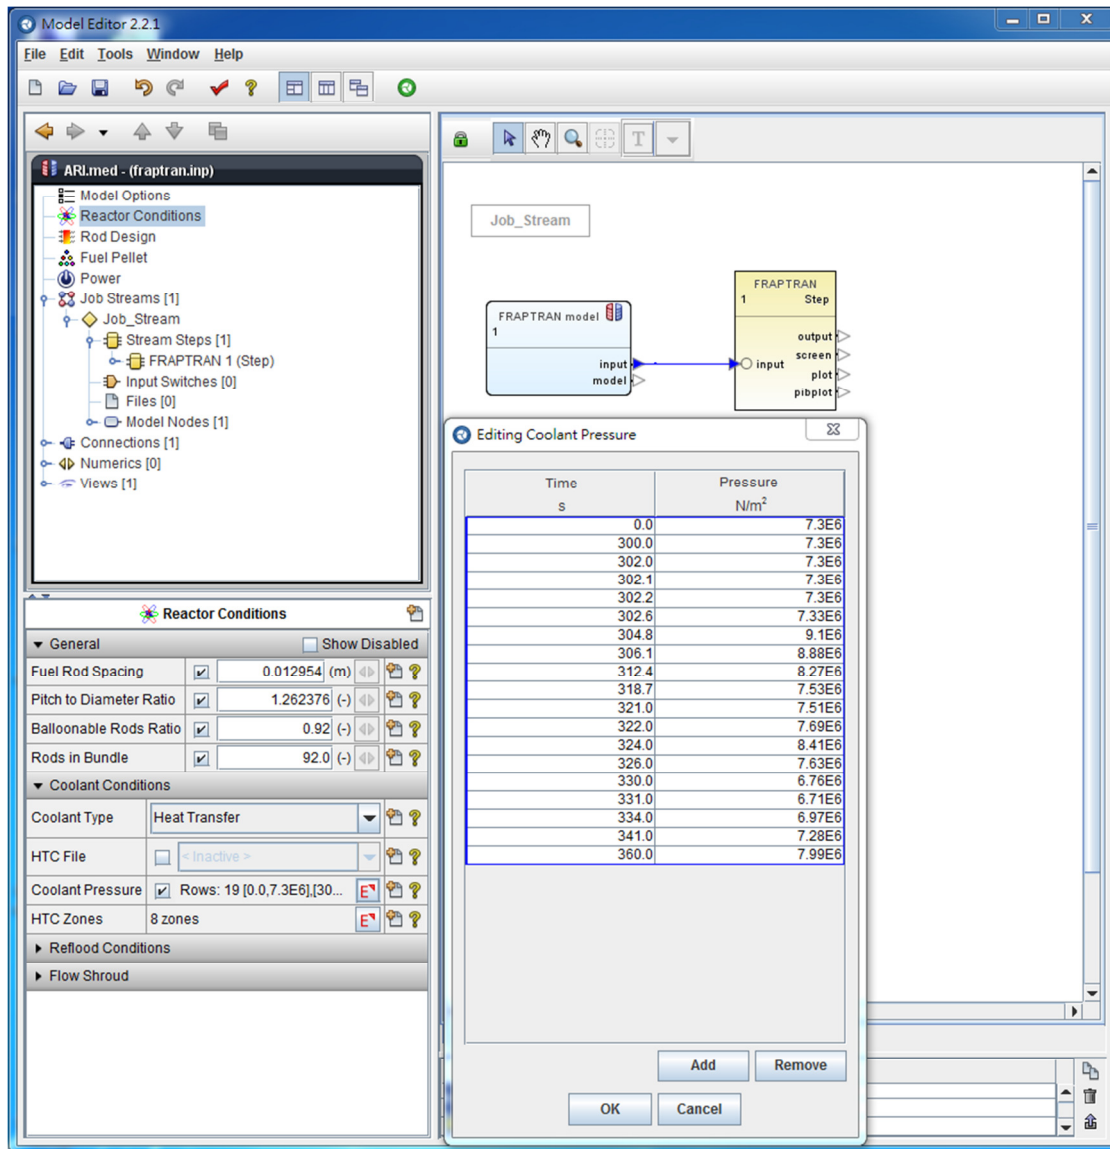 Model Editor 2.2.1
File Edit Tools Window Help
ARI.med - (fraptran.inp)
Model Options
Reactor Conditions
Rod Design
Fuel Pellet
Power
Job Streams [1]
Job_Stream
Stream Steps [1]
FRAPTRAN 1 (Step)
Input Switches [0]
Files [0]
Model Nodes [1]
Connections [1]
Numerics [0]
Views [1]
Reactor Conditions
General Show Disabled
Fuel Rod Spacing 0.012954 (m)
Pitch to Diameter Ratio 1.262376 (-)
Balloonable Rods Ratio 0.92 (-)
Rods in Bundle 92.0 (-)
Coolant Conditions
Coolant Type Heat Transfer
HTC File < Inactive >
Coolant Pressure Rows: 19 [0.0,7.3E6],[30...
HTC Zones 8 zones
Reflood Conditions
Flow Shroud
T
Job_Stream
FRAPTRAN model
1
input
model
FRAPTRAN
1 Step
output
screen
input
plot
pibplot
Editing Coolant Pressure
Time Pressure
s N/m²
0.0 7.3E6
300.0 7.3E6
302.0 7.3E6
302.1 7.3E6
302.2 7.3E6
302.6 7.33E6
304.8 9.1E6
306.1 8.88E6
312.4 8.27E6
318.7 7.53E6
321.0 7.51E6
322.0 7.69E6
324.0 8.41E6
326.0 7.63E6
330.0 6.76E6
331.0 6.71E6
334.0 6.97E6
341.0 7.28E6
360.0 7.99E6
Add Remove
OK Cancel